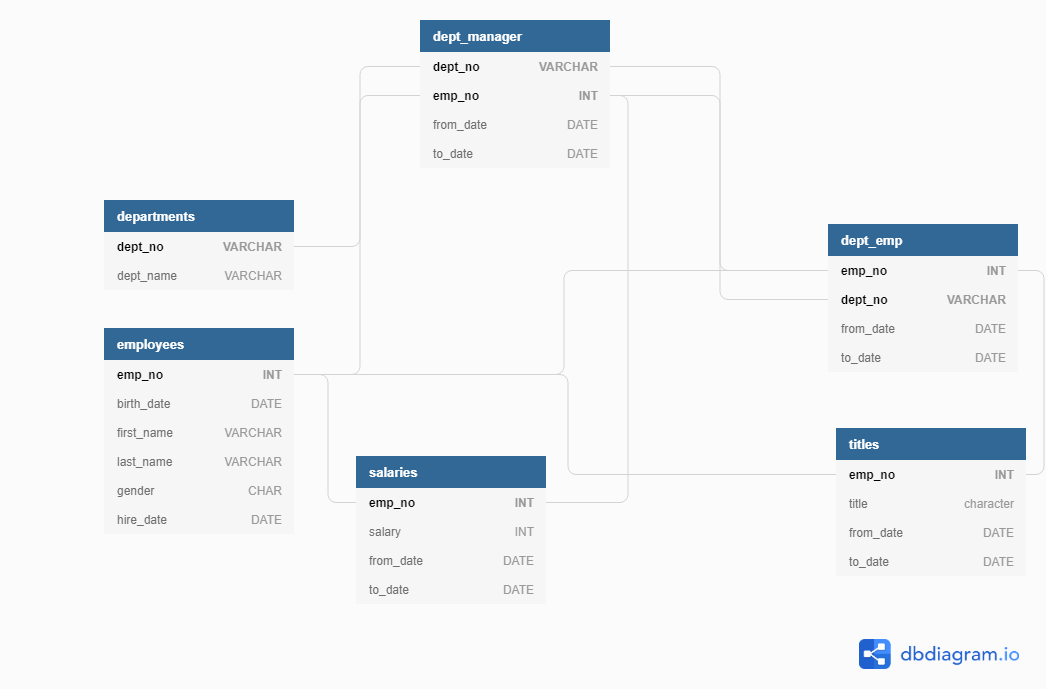 dept_manager
dept_no VARCHAR
emp_no INT
from_date DATE
to_date DATE
departments
dept_no VARCHAR
dept_name VARCHAR
dept_emp
emp_no INT
dept_no VARCHAR
from_date DATE
to_date DATE
employees
emp_no INT
birth_date DATE
first_name VARCHAR
last_name VARCHAR
gender CHAR
hire_date DATE
salaries
emp_no INT
salary INT
from_date DATE
to_date DATE
titles
emp_no INT
title character
from_date DATE
to_date DATE
dbdiagram.io